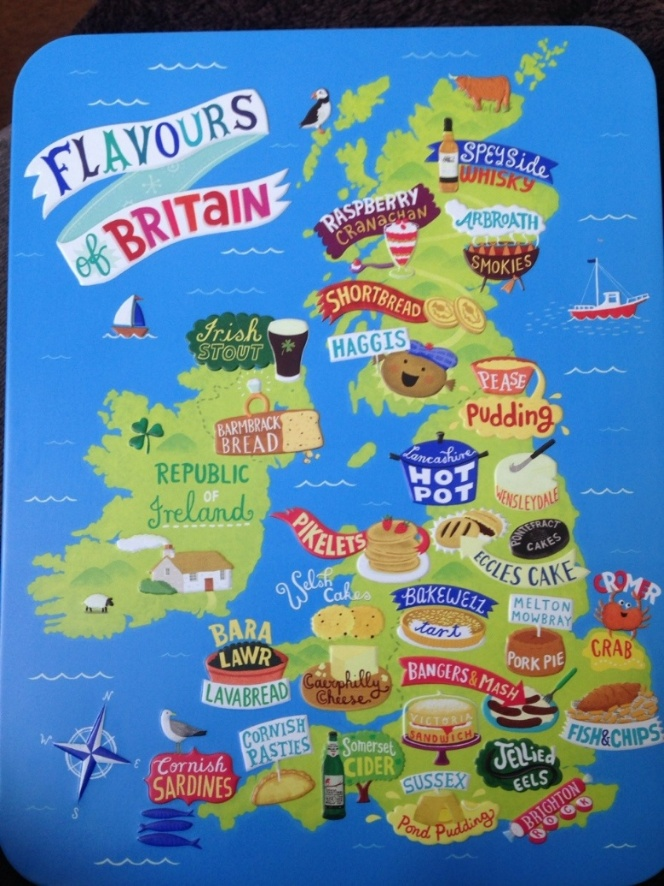 FLAVOURS
of BRITAIN
SPEYSide
WHISKY
RASPBERRY
CRANACHAN
ARBROATH
SMOKIES
SHORTBREAD
Irish
STOUT
HAGGIS
PEASE
Pudding
BARMBRACK
BREAD
Lancashire
HOT
POT
WENSLEYDALE
REPUBLIC
OF
Ireland
PIKELETS
PONTEFRACT
CAKES
ECCLES CAKE
Welsh
Cakes
BAKEWELL
tart
MELTON
MOWBRAY
PORK PIE
CROMER
CRAB
BARA
LAWR
LAVABREAD
Caerphilly
Cheese
BANGERS & MASH
VICTORIA
SANDWICH
FISH & CHIPS
N
W
E
S
Cornish
SARDINES
CORNISH
PASTIES
Somerset
CIDER
JELLIED
EELS
SUSSEX
Pond Pudding
BRIGHTON
ROCK